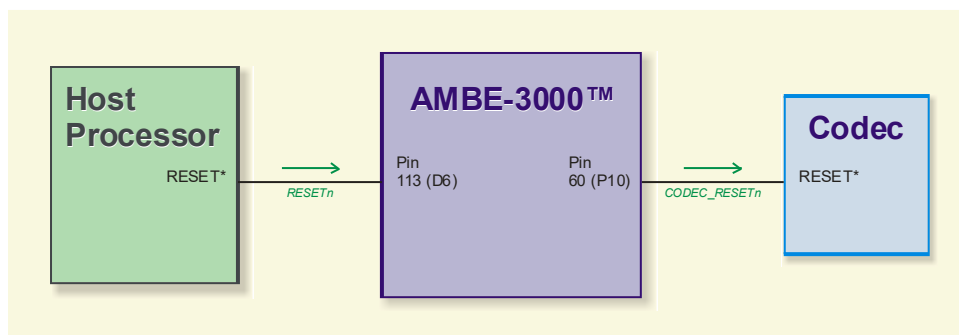 Host
Processor
RESET*
RESETn
AMBE-3000™
Pin
113 (D6)
Pin
60 (P10)
CODEC_RESETn
Codec
RESET*